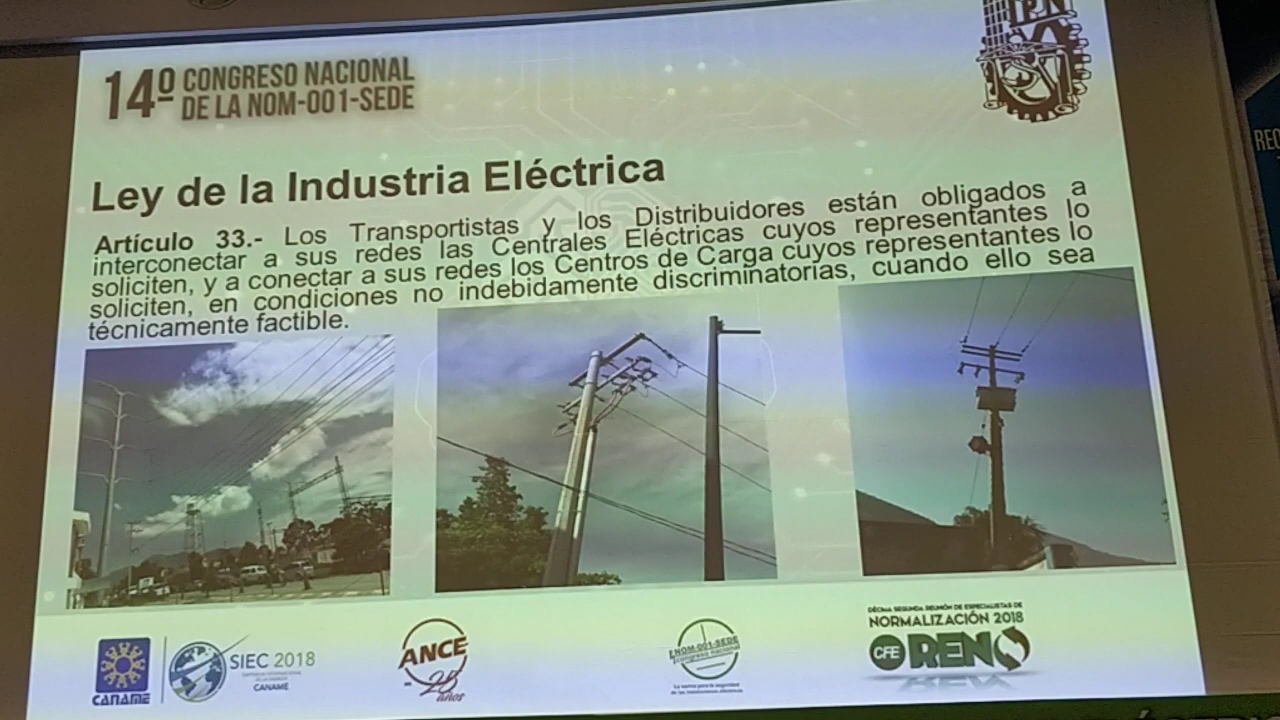 IPN
14º CONGRESO NACIONAL
DE LA NOM-001-SEDE
Ley de la Industria Eléctrica
Artículo 33.- Los Transportistas y los Distribuidores están obligados a
interconectar a sus redes las Centrales Eléctricas cuyos representantes lo
soliciten, y a conectar a sus redes los Centros de Carga cuyos representantes lo
soliciten, en condiciones no indebidamente discriminatorias, cuando ello sea
técnicamente factible.
CANAME
SIEC 2018
CANAME
ANCE
25
años
NOM-001-SEDE
congreso nacional
La norma para la seguridad
de las instalaciones eléctricas
DÉCIMA SEGUNDA REUNIÓN DE ESPECIALISTAS DE
NORMALIZACIÓN 2018
CFE RENO